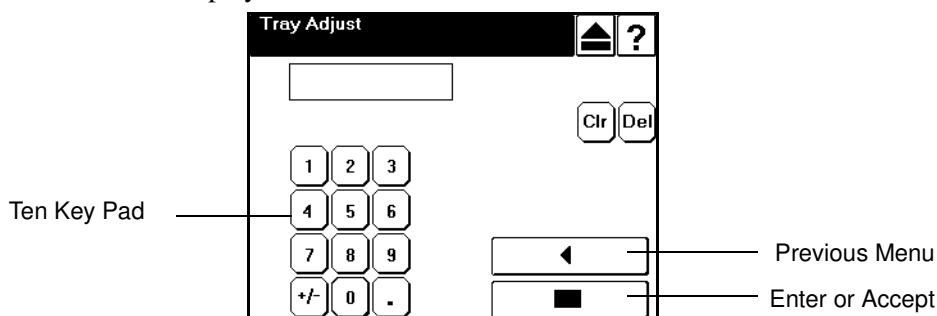 Tray Adjust
?
Clr Del
1 2 3
Ten Key Pad
4 5 6
7 8 9
Previous Menu
+/- 0 .
Enter or Accept